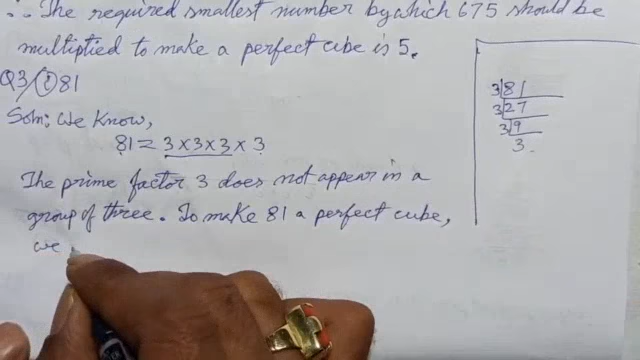 ∴ The required smallest number by which 675 should be
multiplied to make a perfect cube is 5.
Q3/(i) 81
Soln: We Know,
81 = 3×3×3×3
The prime factor 3 does not appear in a
group of three. To make 81 a perfect cube,
we
3|81
3|27
3|9
3